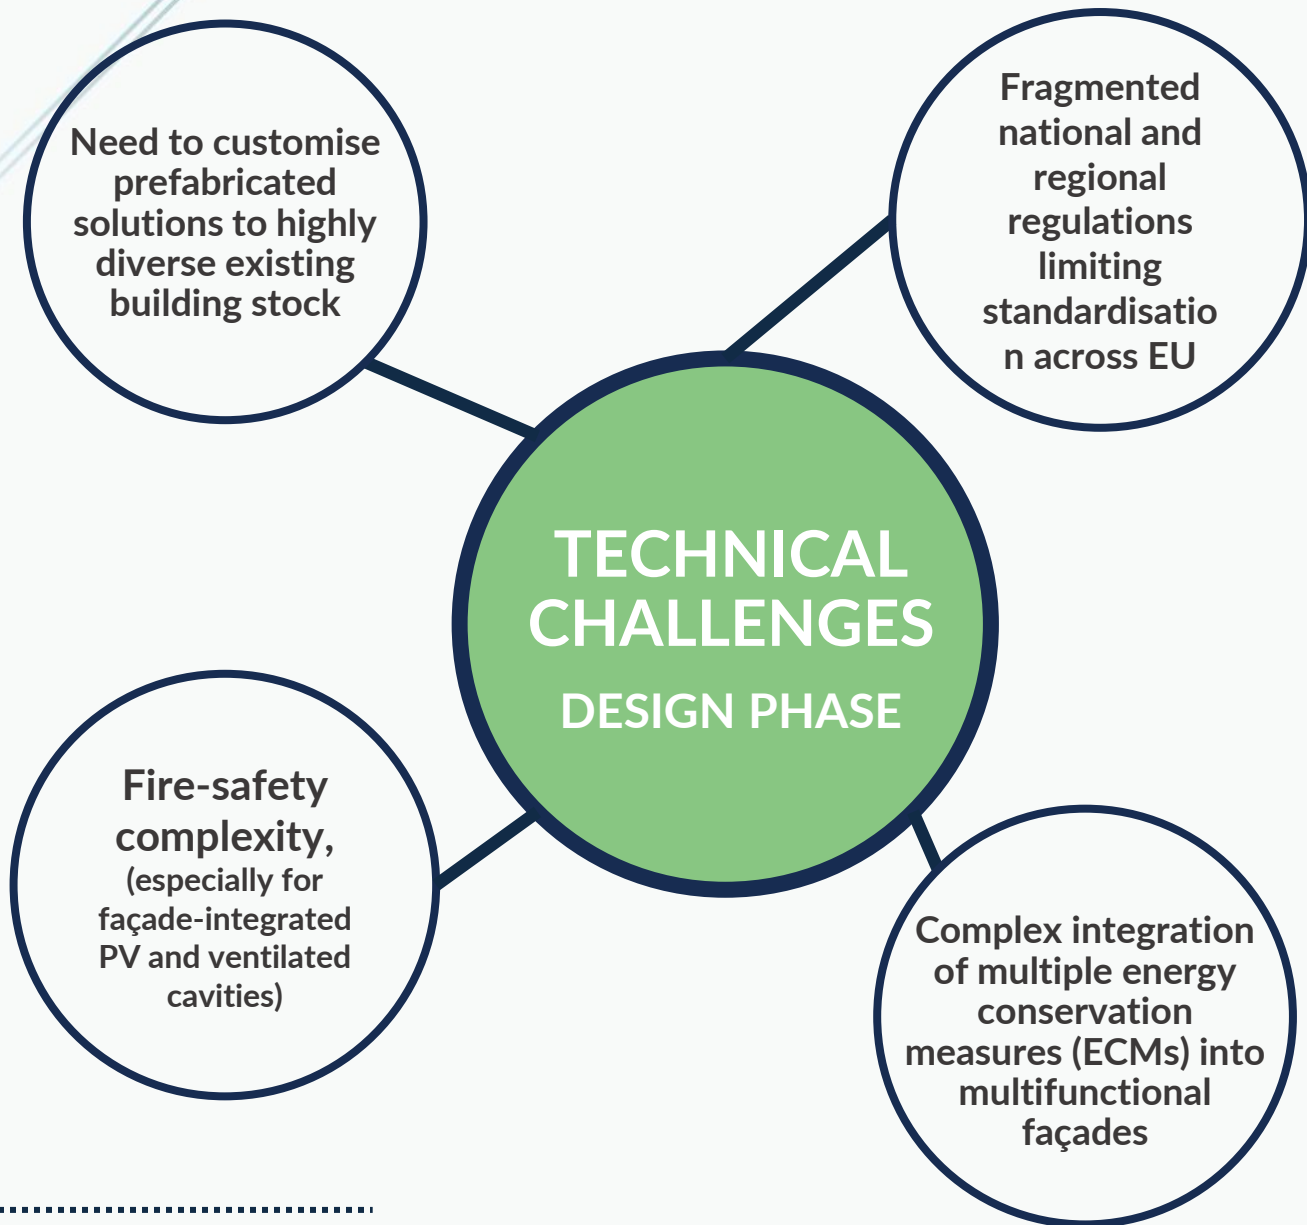 Need to customise
prefabricated
solutions to highly
diverse existing
building stock
Fragmented
national and
regional
regulations
limiting
standardisatio
n across EU
TECHNICAL
CHALLENGES
DESIGN PHASE
Fire-safety
complexity,
(especially for
façade-integrated
PV and ventilated
cavities)
Complex integration
of multiple energy
conservation
measures (ECMs) into
multifunctional
façades